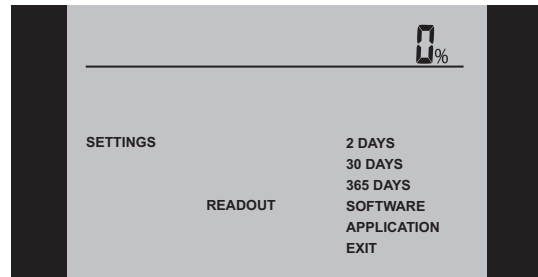 0%
SETTINGS 2 DAYS
30 DAYS
365 DAYS
READOUT SOFTWARE
APPLICATION
EXIT